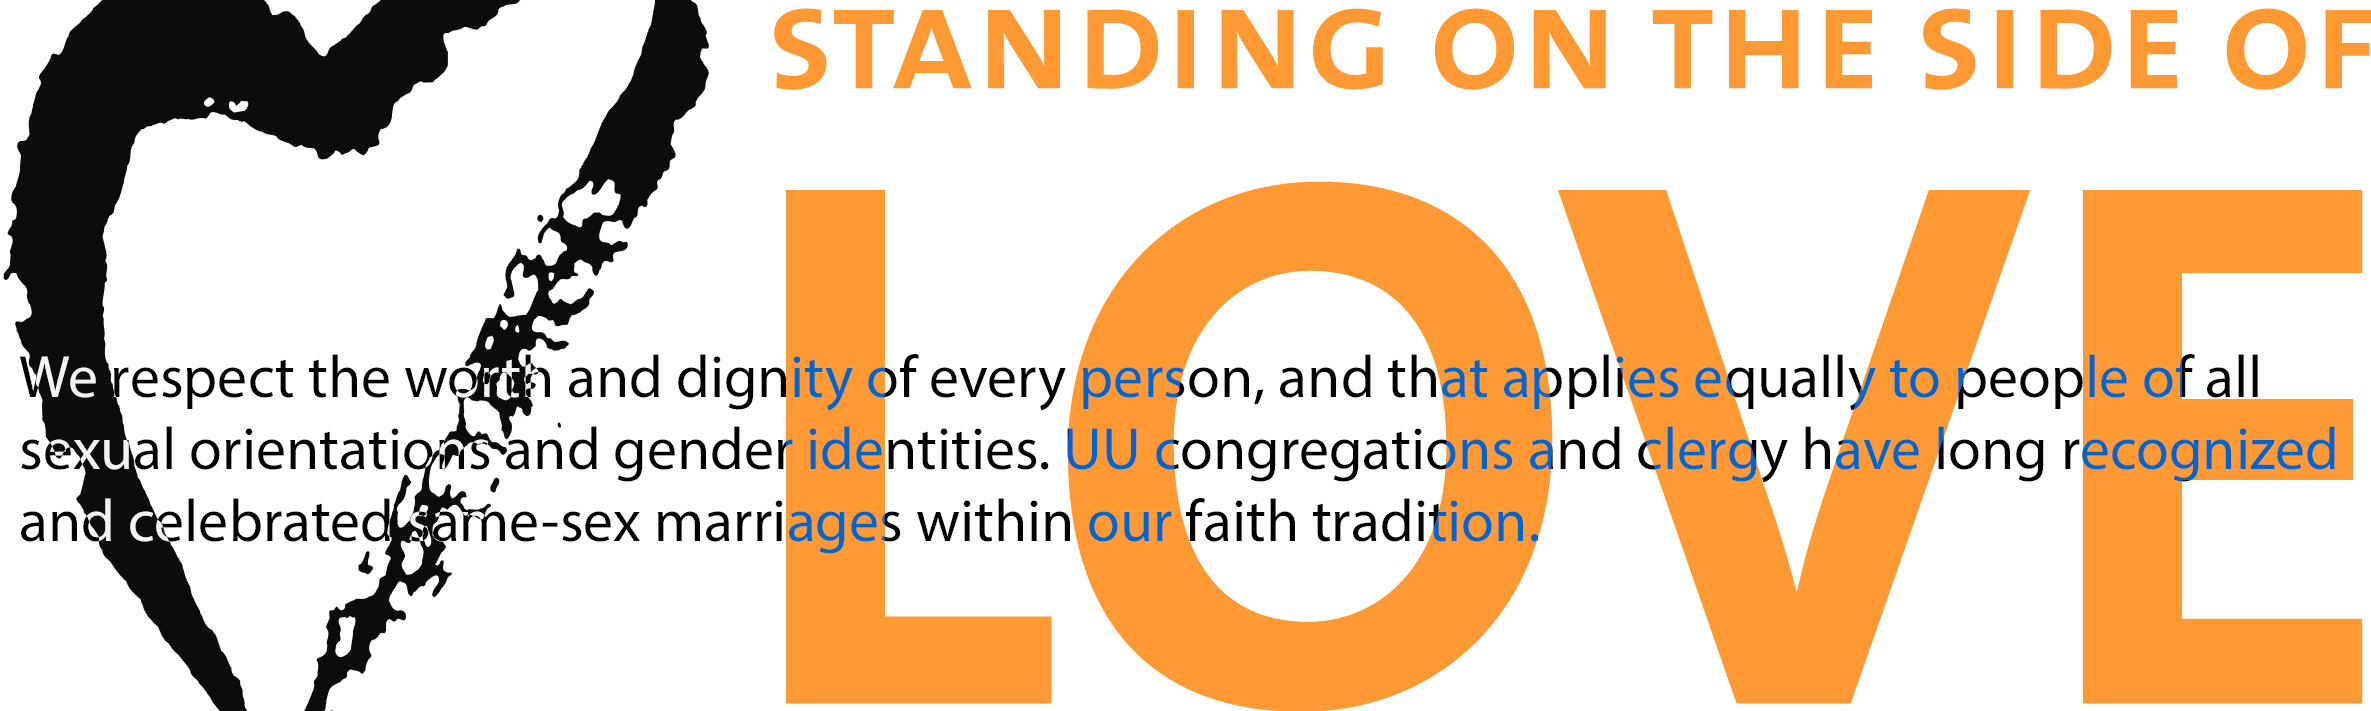 STANDING ON THE SIDE OF
LOVE
We respect the worth and dignity of every person, and that applies equally to people of all
sexual orientations and gender identities. UU congregations and clergy have long recognized
and celebrated same-sex marriages within our faith tradition.